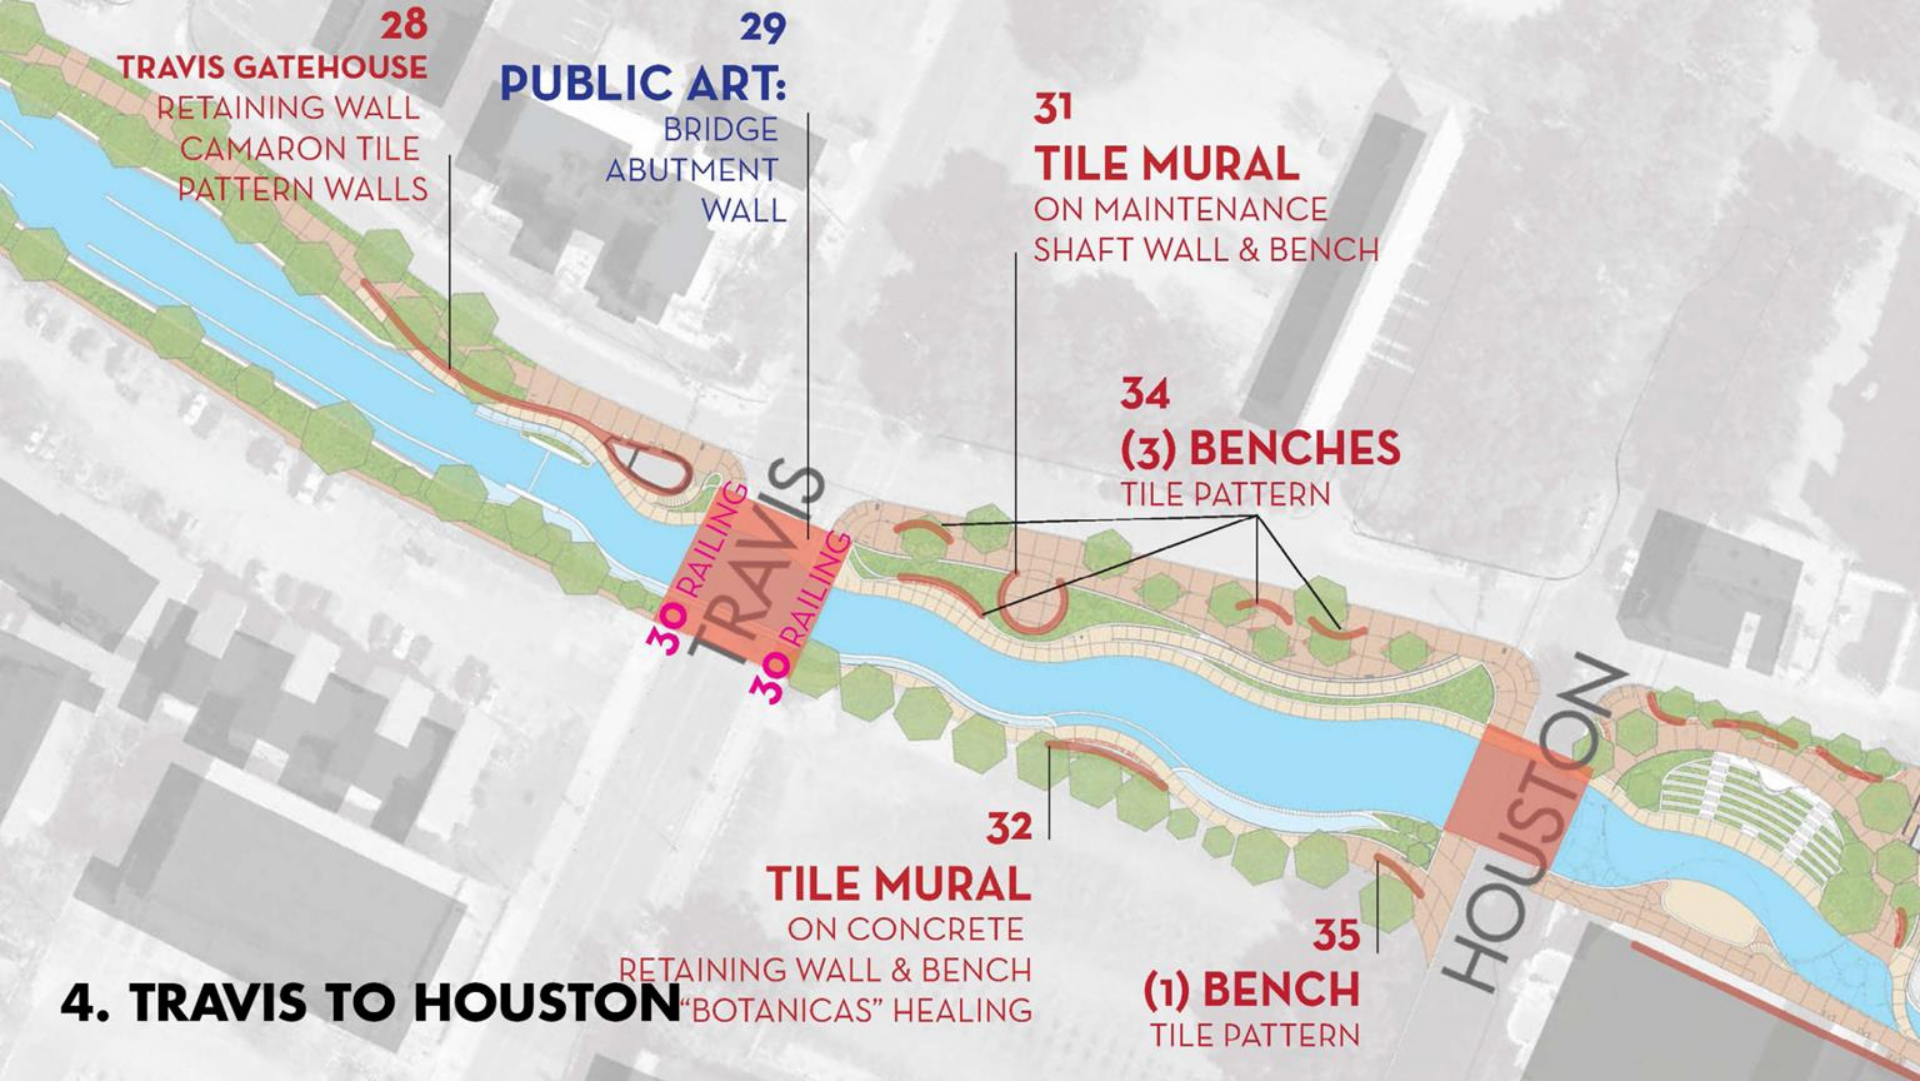 28
TRAVIS GATEHOUSE
RETAINING WALL
CAMARON TILE
PATTERN WALLS
29
PUBLIC ART:
BRIDGE
ABUTMENT
WALL
31
TILE MURAL
ON MAINTENANCE
SHAFT WALL & BENCH
34
(3) BENCHES
TILE PATTERN
30 RAILING
TRAVIS
30 RAILING
HOUSTON
32
TILE MURAL
ON CONCRETE
RETAINING WALL & BENCH
"BOTANICAS" HEALING
35
(1) BENCH
TILE PATTERN
4. TRAVIS TO HOUSTON